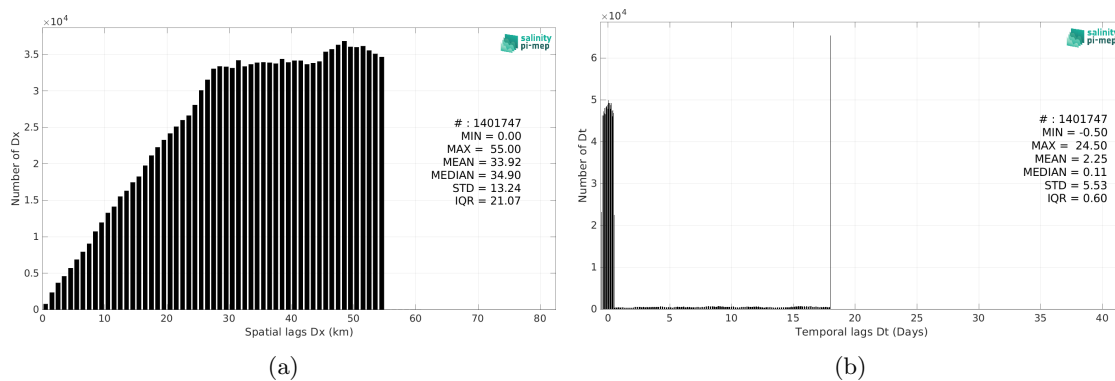 ×10⁴
3.5
3
2.5
2
1.5
1
0.5
0
Number of Dx
0 10 20 30 40 50 60 70 80
Spatial lags Dx (km)
salinity
pi-mep
# : 1401747
MIN = 0.00
MAX = 55.00
MEAN = 33.92
MEDIAN = 34.90
STD = 13.24
IQR = 21.07
(a)
×10⁴
6
5
4
3
2
1
0
Number of Dt
0 5 10 15 20 25 30 35 40
Temporal lags Dt (Days)
salinity
pi-mep
# : 1401747
MIN = -0.50
MAX = 24.50
MEAN = 2.25
MEDIAN = 0.11
STD = 5.53
IQR = 0.60
(b)